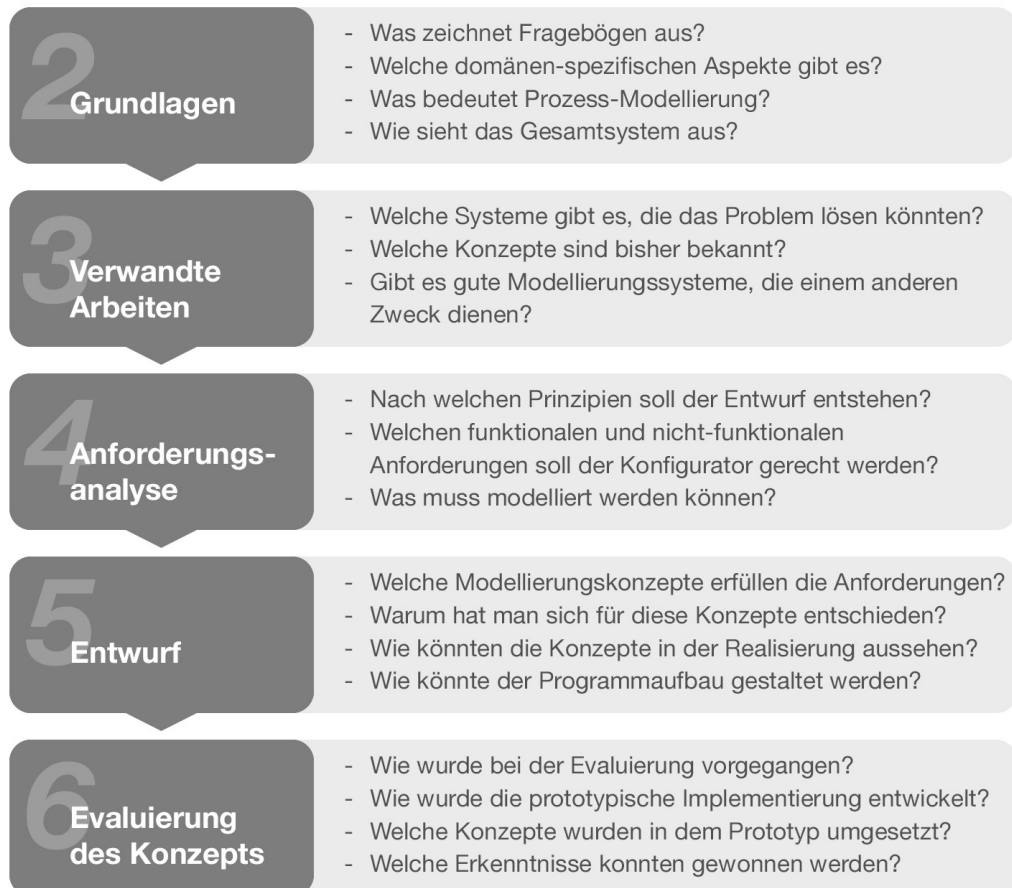 2
Grundlagen
- Was zeichnet Fragebögen aus?
- Welche domänen-spezifischen Aspekte gibt es?
- Was bedeutet Prozess-Modellierung?
- Wie sieht das Gesamtsystem aus?
3
Verwandte
Arbeiten
- Welche Systeme gibt es, die das Problem lösen könnten?
- Welche Konzepte sind bisher bekannt?
- Gibt es gute Modellierungssysteme, die einem anderen
Zweck dienen?
4
Anforderungs-
analyse
- Nach welchen Prinzipien soll der Entwurf entstehen?
- Welchen funktionalen und nicht-funktionalen
Anforderungen soll der Konfigurator gerecht werden?
- Was muss modelliert werden können?
5
Entwurf
- Welche Modellierungskonzepte erfüllen die Anforderungen?
- Warum hat man sich für diese Konzepte entschieden?
- Wie könnten die Konzepte in der Realisierung aussehen?
- Wie könnte der Programmaufbau gestaltet werden?
6
Evaluierung
des Konzepts
- Wie wurde bei der Evaluierung vorgegangen?
- Wie wurde die prototypische Implementierung entwickelt?
- Welche Konzepte wurden in dem Prototyp umgesetzt?
- Welche Erkenntnisse konnten gewonnen werden?